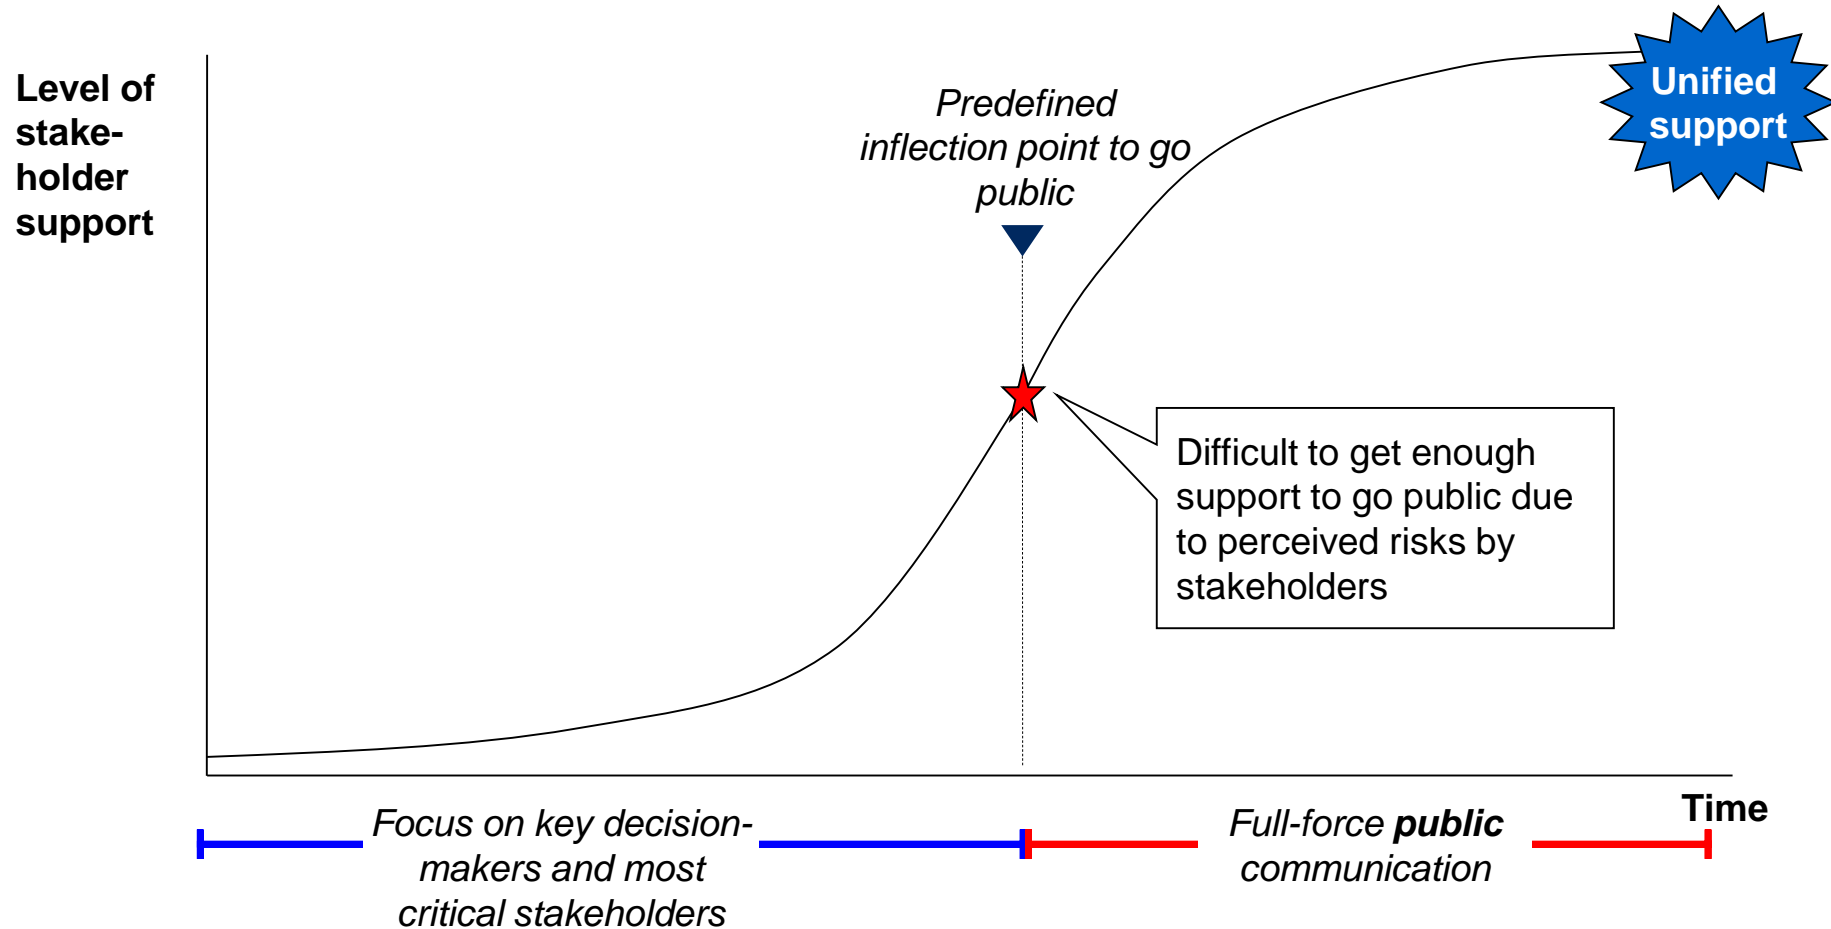 Level of
stake-
holder
support
Predefined
inflection point to go
public
Unified
support
Difficult to get enough
support to go public due
to perceived risks by
stakeholders
Time
Focus on key decision-
makers and most
critical stakeholders
Full-force public
communication